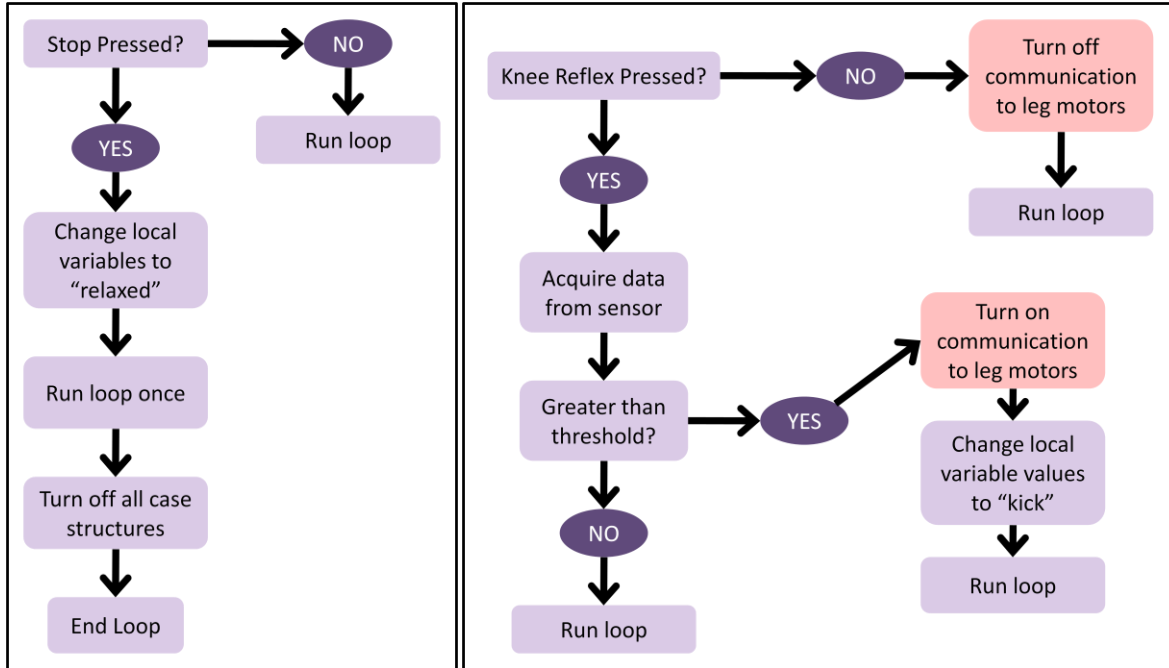 Stop Pressed?
NO
Run loop
YES
Change local
variables to
“relaxed”
Run loop once
Turn off all case
structures
End Loop
Knee Reflex Pressed?
NO
Turn off
communication
to leg motors
Run loop
YES
Acquire data
from sensor
Greater than
threshold?
YES
Turn on
communication
to leg motors
Change local
variable values
to “kick”
Run loop
NO
Run loop